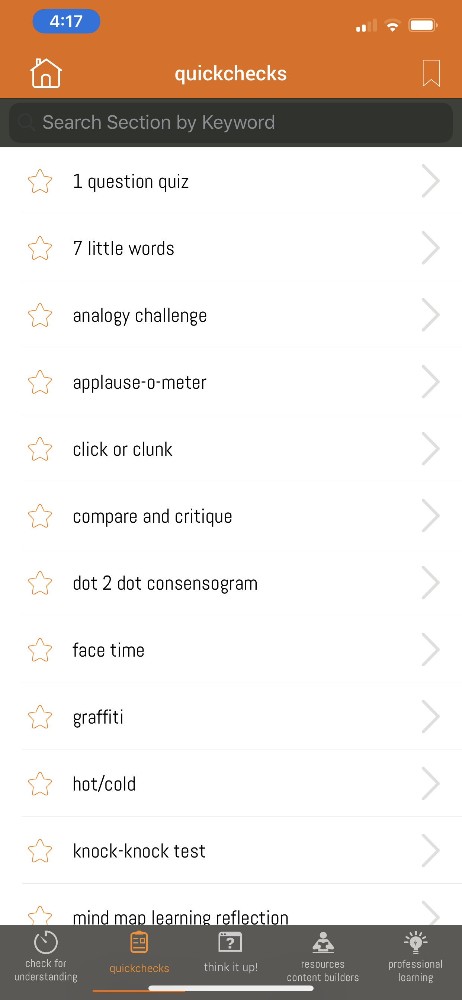 4:17
quickchecks
Search Section by Keyword
1 question quiz
7 little words
analogy challenge
applause-o-meter
click or clunk
compare and critique
dot 2 dot consensogram
face time
graffiti
hot/cold
knock-knock test
mind map learning reflection
check for
understanding
quickchecks
think it up!
resources
content builders
professional
learning